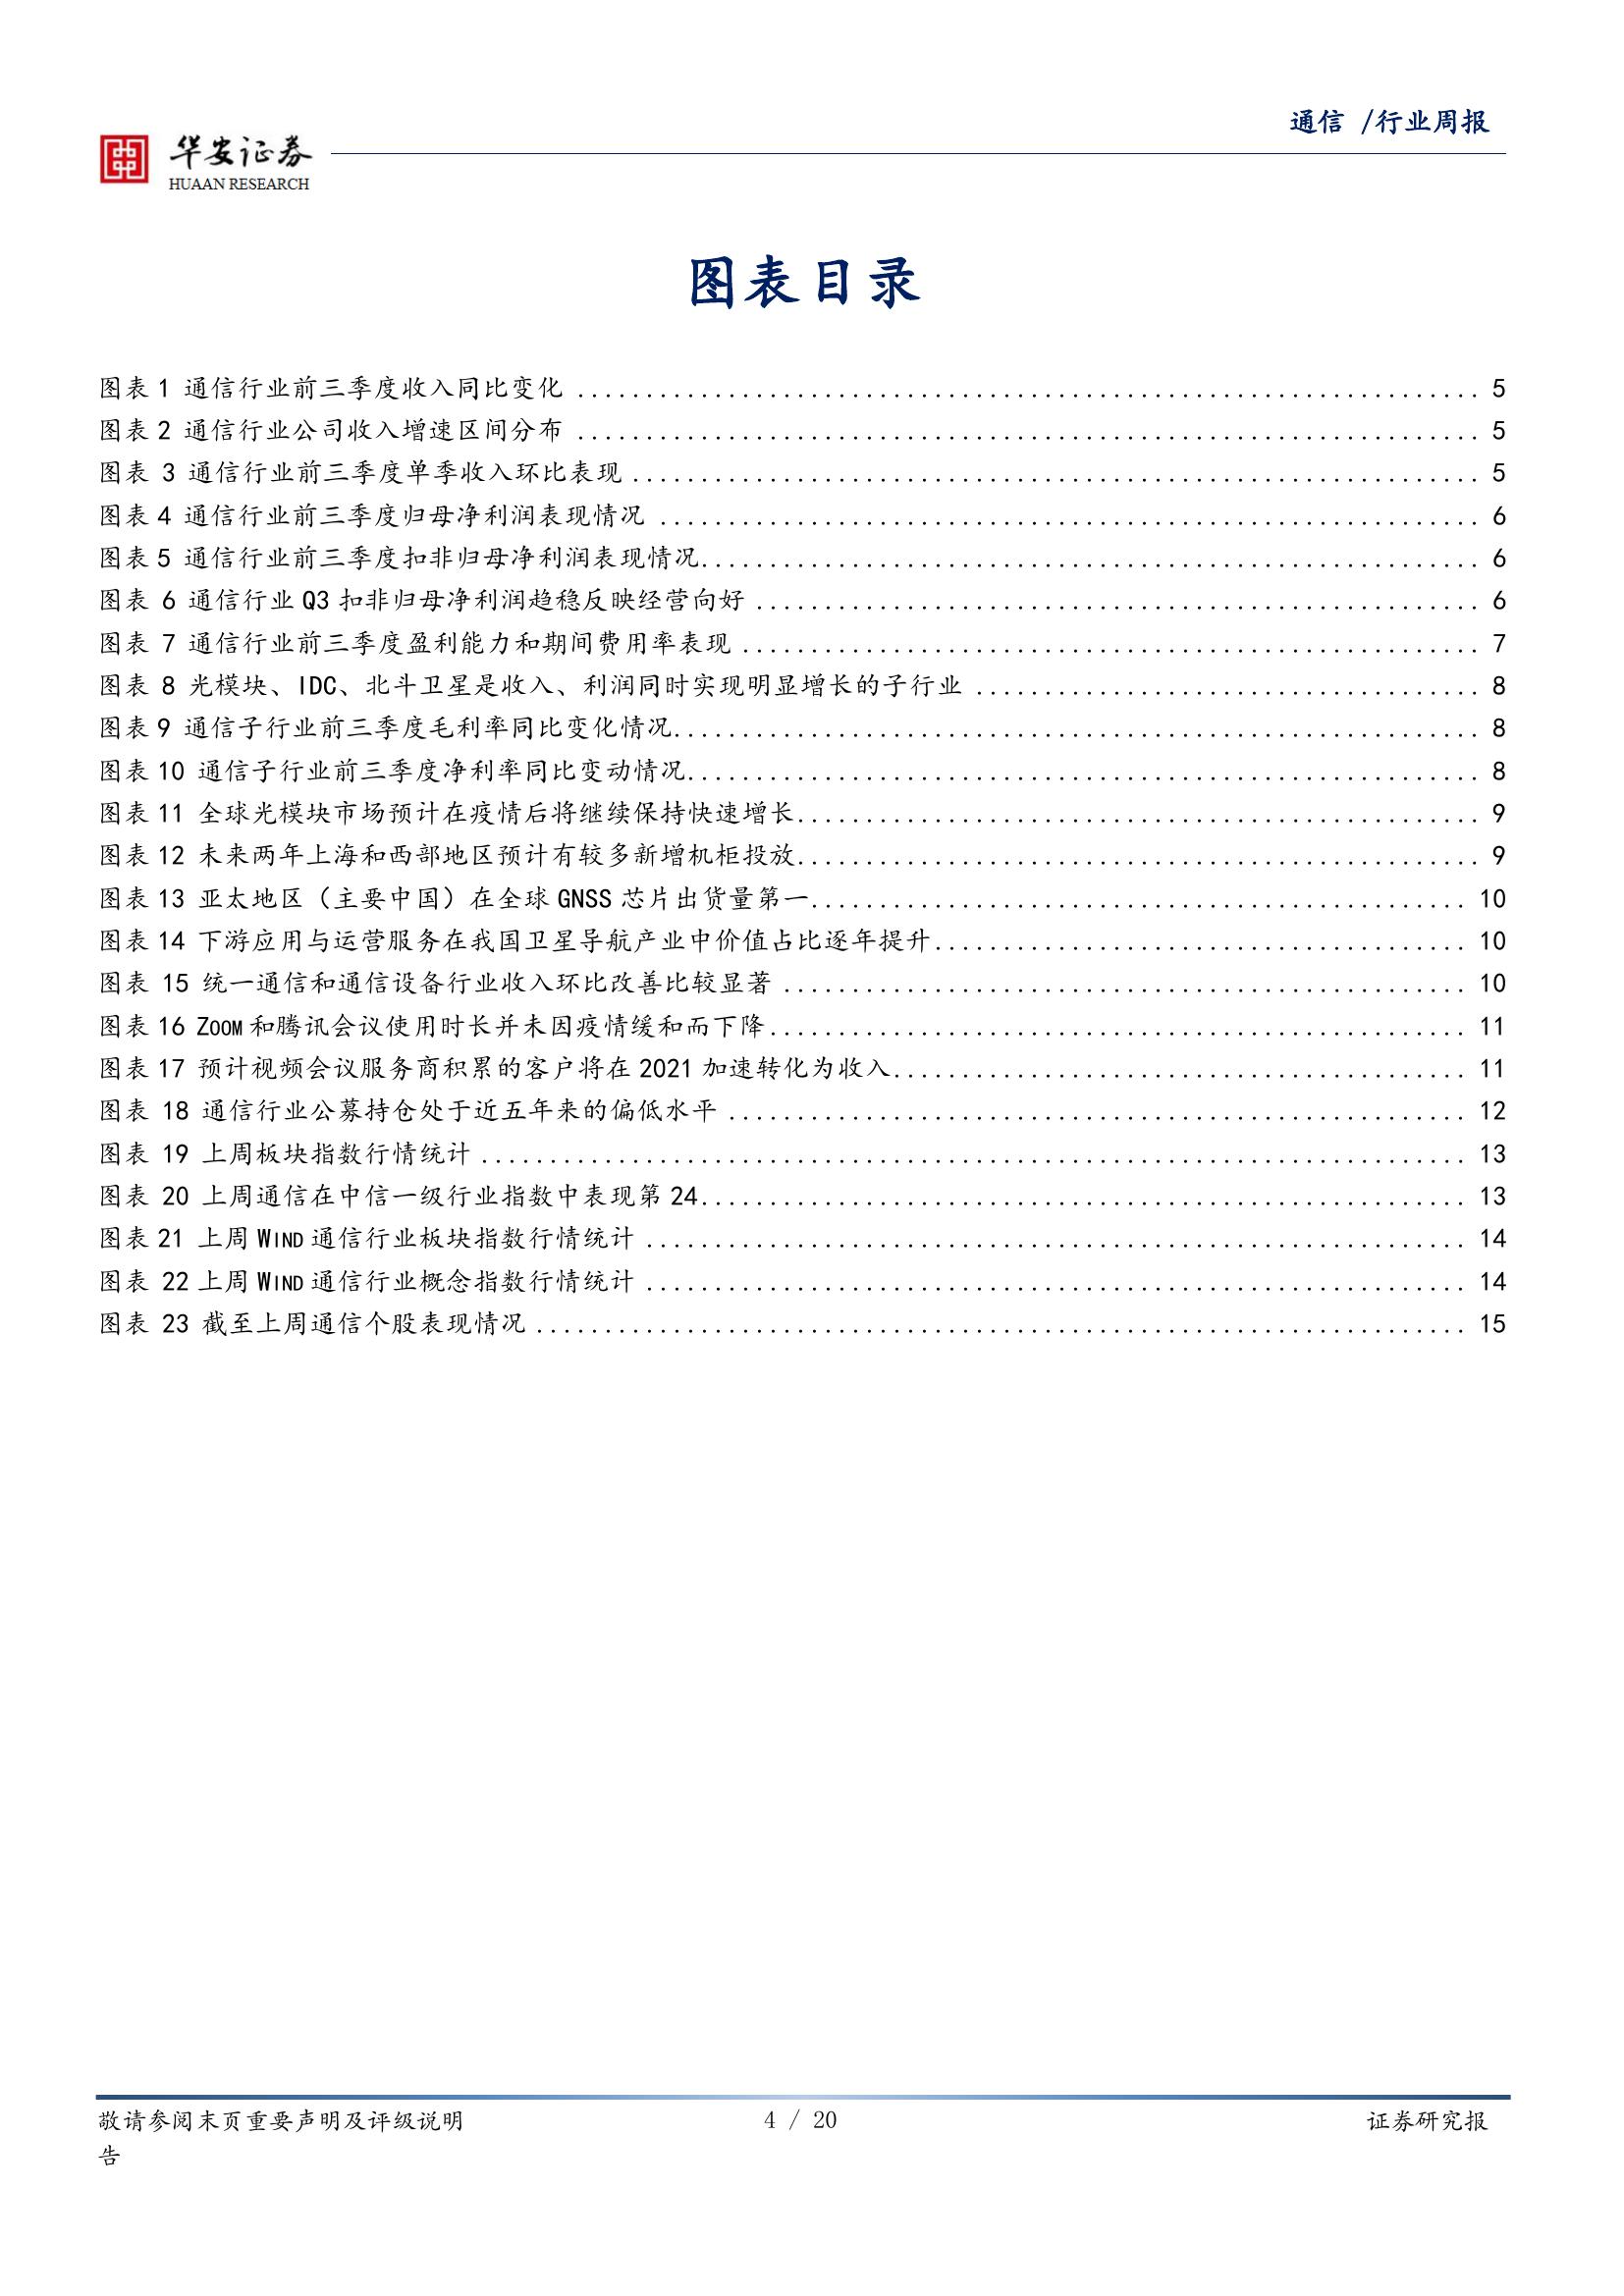 通信 /行业周报
华安证券
HUAAN RESEARCH
图表目录
图表 1 通信行业前三季度收入同比变化 ........................................ 5
图表 2 通信行业公司收入增速区间分布 ........................................ 5
图表 3 通信行业前三季度单季收入环比表现 ........................................ 5
图表 4 通信行业前三季度归母净利润表现情况 ........................................ 6
图表 5 通信行业前三季度扣非归母净利润表现情况 ........................................ 6
图表 6 通信行业 Q3 扣非归母净利润趋稳反映经营向好 ........................................ 6
图表 7 通信行业前三季度盈利能力和期间费用率表现 ........................................ 7
图表 8 光模块、IDC、北斗卫星是收入、利润同时实现明显增长的子行业 ........................................ 8
图表 9 通信子行业前三季度毛利率同比变化情况 ........................................ 8
图表 10 通信子行业前三季度净利率同比变动情况 ........................................ 8
图表 11 全球光模块市场预计在疫情后将继续保持快速增长 ........................................ 9
图表 12 未来两年上海和西部地区预计有较多新增机柜投放 ........................................ 9
图表 13 亚太地区（主要中国）在全球 GNSS 芯片出货量第一 ........................................ 10
图表 14 下游应用与运营服务在我国卫星导航产业中价值占比逐年提升 ........................................ 10
图表 15 统一通信和通信设备行业收入环比改善比较显著 ........................................ 10
图表 16 ZOOM 和腾讯会议使用时长并未因疫情缓和而下降 ........................................ 11
图表 17 预计视频会议服务商积累的客户将在 2021 加速转化为收入 ........................................ 11
图表 18 通信行业公募持仓处于近五年来的偏低水平 ........................................ 12
图表 19 上周板块指数行情统计 ........................................ 13
图表 20 上周通信在中信一级行业指数中表现第 24 ........................................ 13
图表 21 上周 WIND 通信行业板块指数行情统计 ........................................ 14
图表 22 上周 WIND 通信行业概念指数行情统计 ........................................ 14
图表 23 截至上周通信个股表现情况 ........................................ 15
敬请参阅末页重要声明及评级说明 4 / 20 证券研究报
告